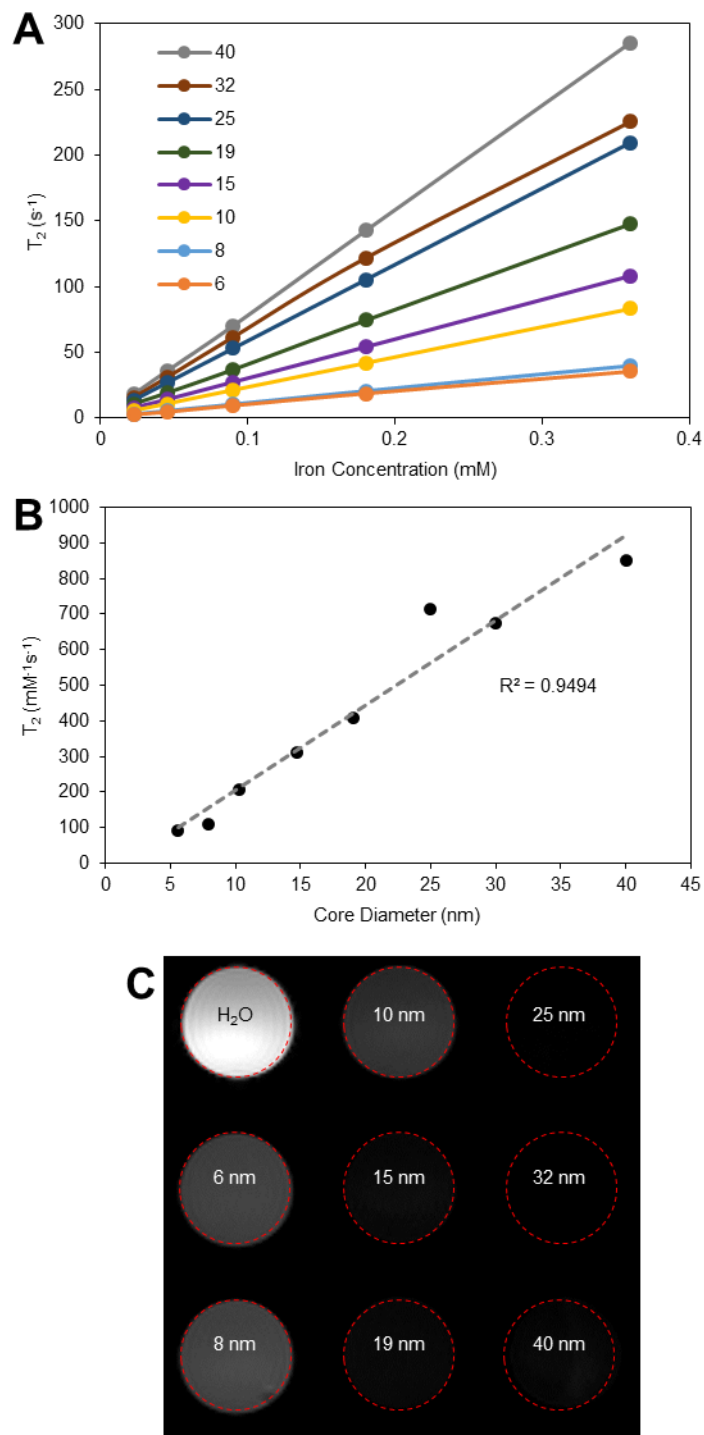 A
300
250
200
150
100
50
0
T₂ (s⁻¹)
40
32
25
19
15
10
8
6
0 0.1 0.2 0.3 0.4
Iron Concentration (mM)
B
1000
900
800
700
600
500
400
300
200
100
0
T₂ (mM⁻¹s⁻¹)
R² = 0.9494
0 5 10 15 20 25 30 35 40 45
Core Diameter (nm)
C
H₂O 10 nm 25 nm
6 nm 15 nm 32 nm
8 nm 19 nm 40 nm